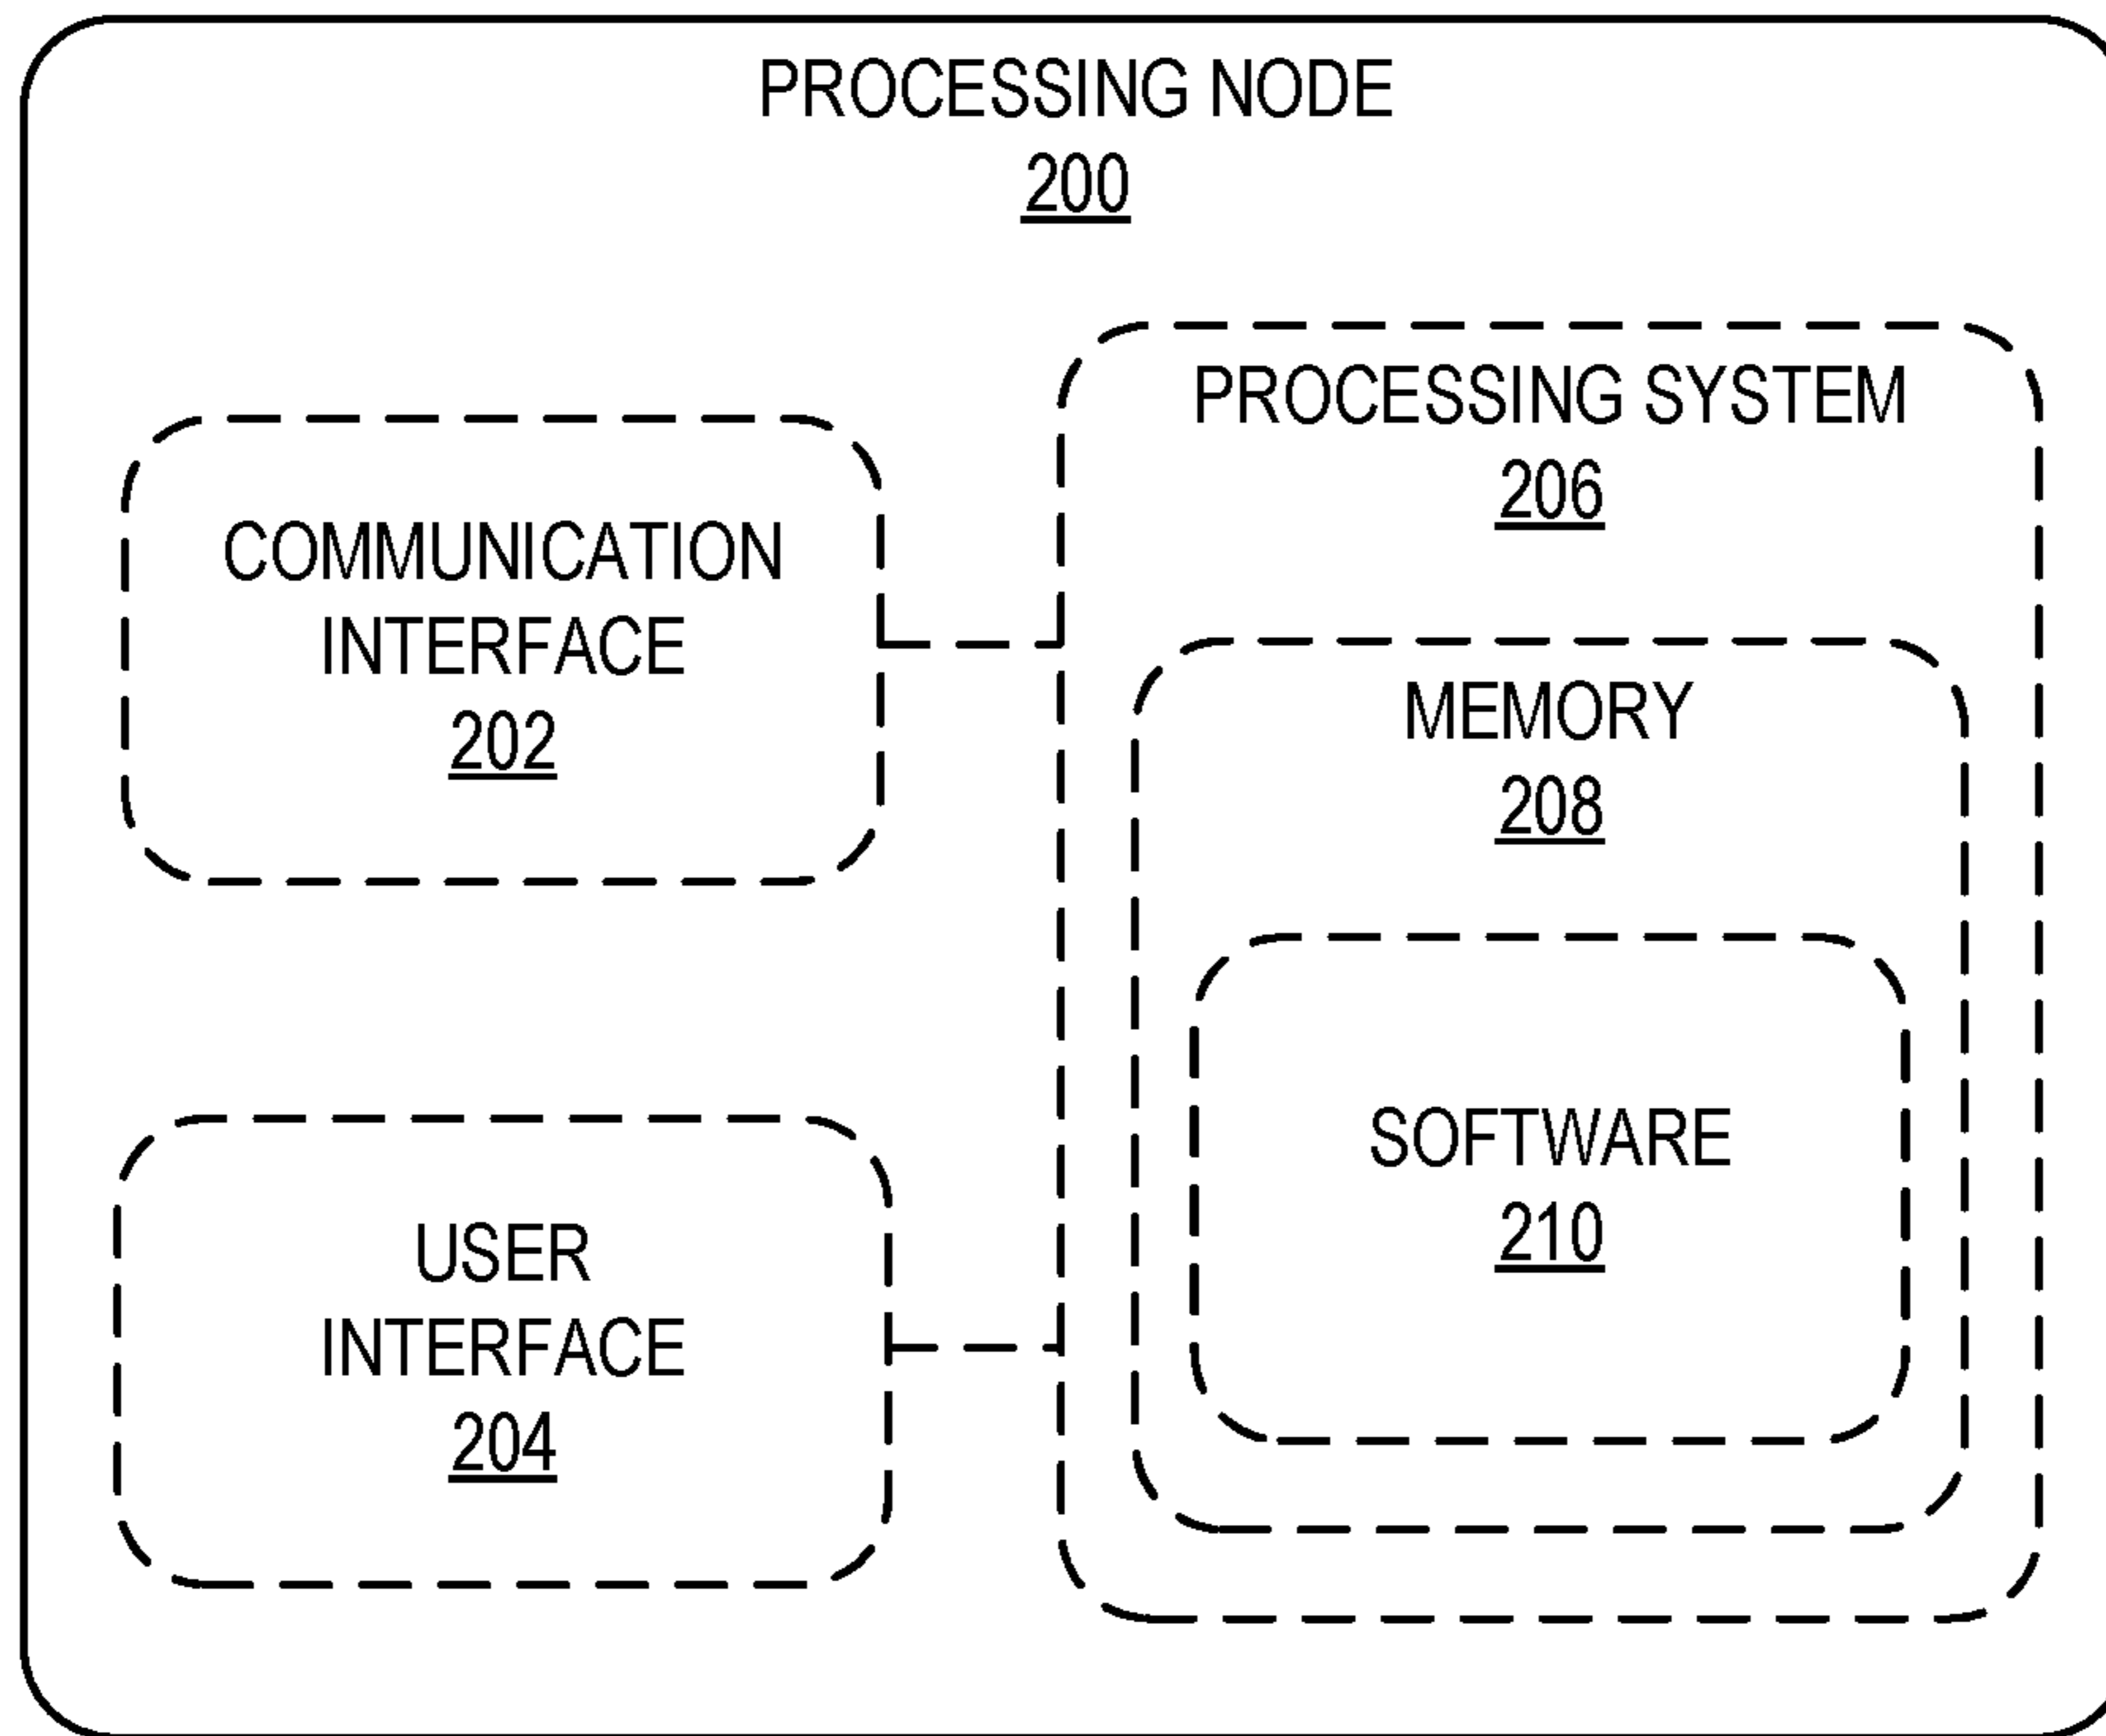 PROCESSING NODE
200
COMMUNICATION
INTERFACE
202
USER
INTERFACE
204
PROCESSING SYSTEM
206
MEMORY
208
SOFTWARE
210